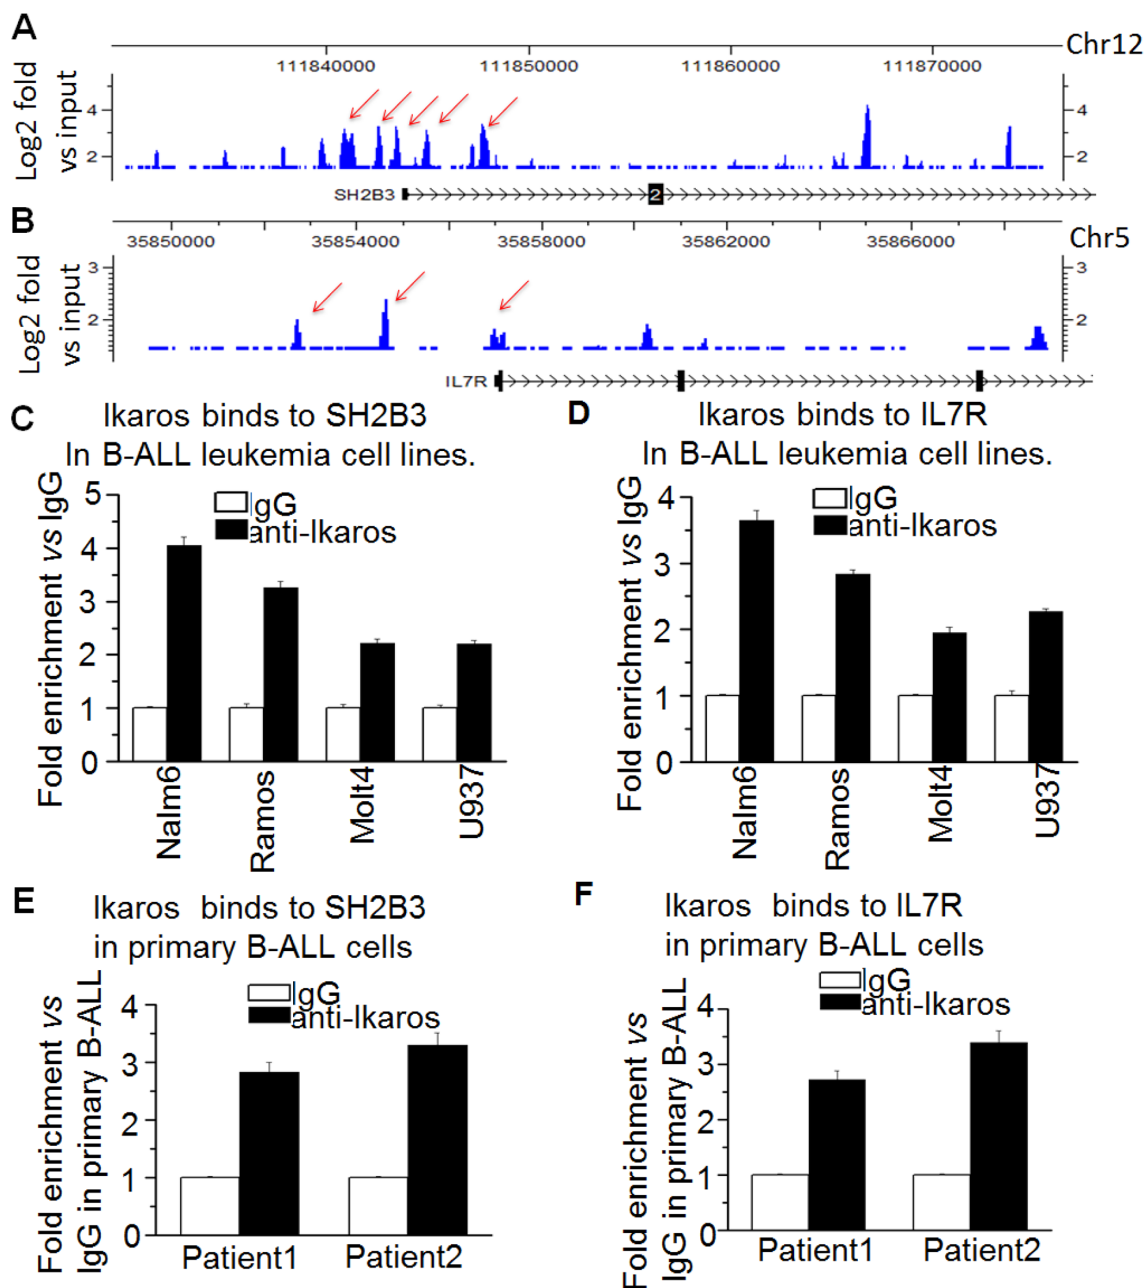 A
Chr12
111840000 111850000 111860000 111870000
Log2 fold
vs input
4
2
4
2
SH2B3
2
B
Chr5
35850000 35854000 35858000 35862000 35866000
Log2 fold
vs input
3
2
3
2
IL7R
C
Ikaros binds to SH2B3
In B-ALL leukemia cell lines.
Fold enrichment vs IgG
IgG
anti-Ikaros
5
4
3
2
1
0
Nalm6
Ramos
Molt4
U937
D
Ikaros binds to IL7R
In B-ALL leukemia cell lines.
Fold enrichment vs IgG
IgG
anti-Ikaros
4
3
2
1
0
Nalm6
Ramos
Molt4
U937
E
Ikaros binds to SH2B3
in primary B-ALL cells
Fold enrichment vs
IgG in primary B-ALL
IgG
anti-Ikaros
4
3
2
1
0
Patient1 Patient2
F
Ikaros binds to IL7R
in primary B-ALL cells
Fold enrichment vs
IgG in primary B-ALL
IgG
anti-Ikaros
4
3
2
1
0
Patient1 Patient2